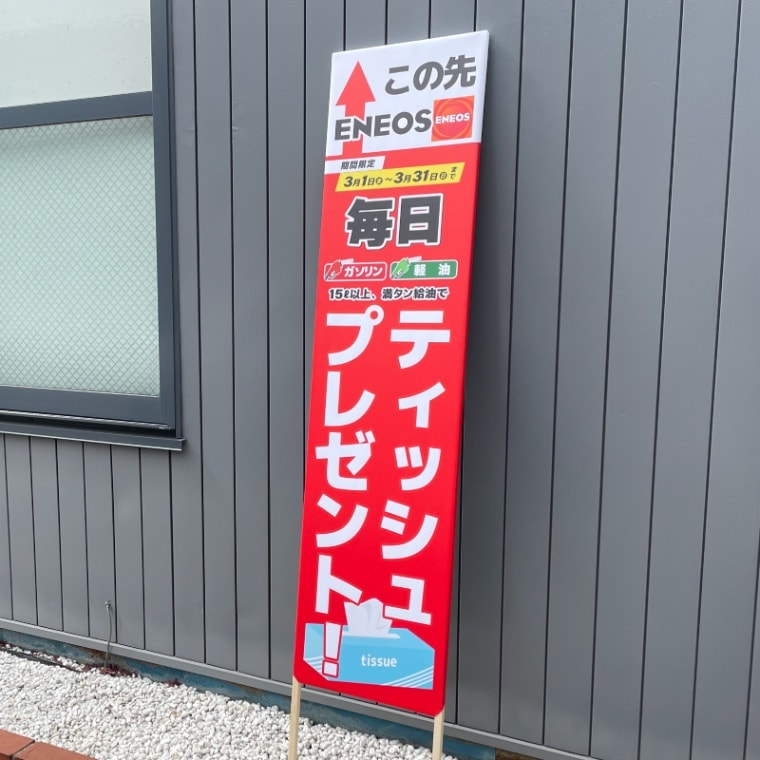 この先
ENEOS
ENEOS
期間限定
3月1日㊌～3月31日㊐まで
毎日
ガソリン 軽油
15ℓ以上、満タン給油で
ティッシュ
プレゼント!
tissue